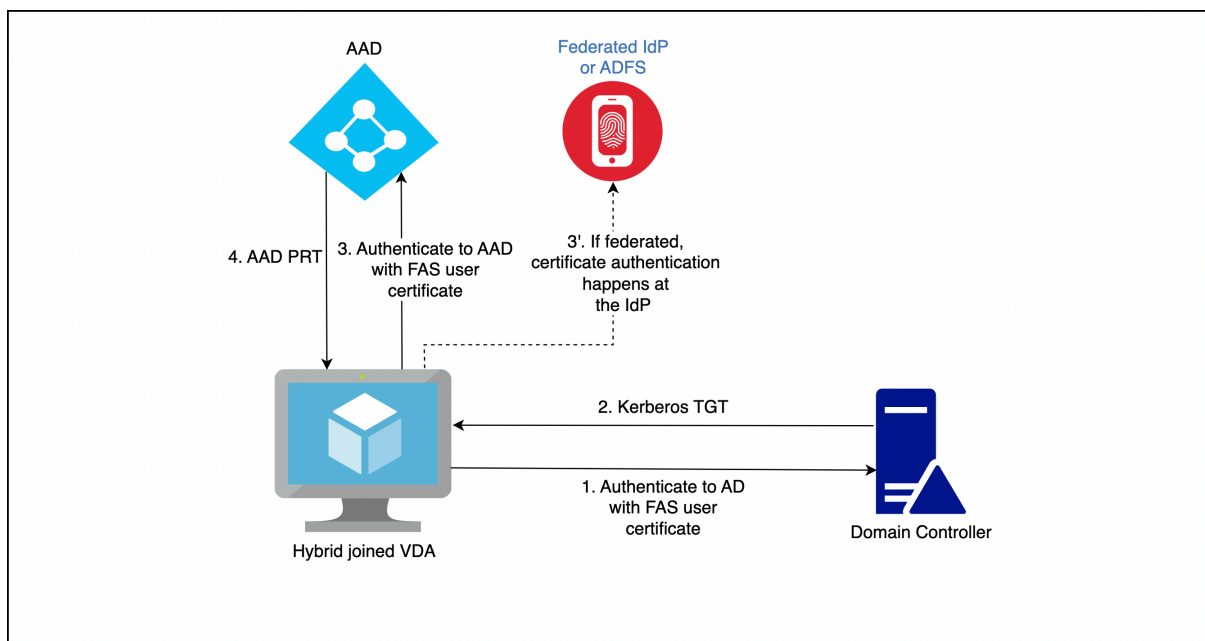 AAD
Federated IdP
or ADFS
4. AAD PRT
3. Authenticate to AAD
with FAS user
certificate
3'. If federated,
certificate authentication
happens at
the IdP
2. Kerberos TGT
1. Authenticate to AD
with FAS user
certificate
Hybrid joined VDA
Domain Controller